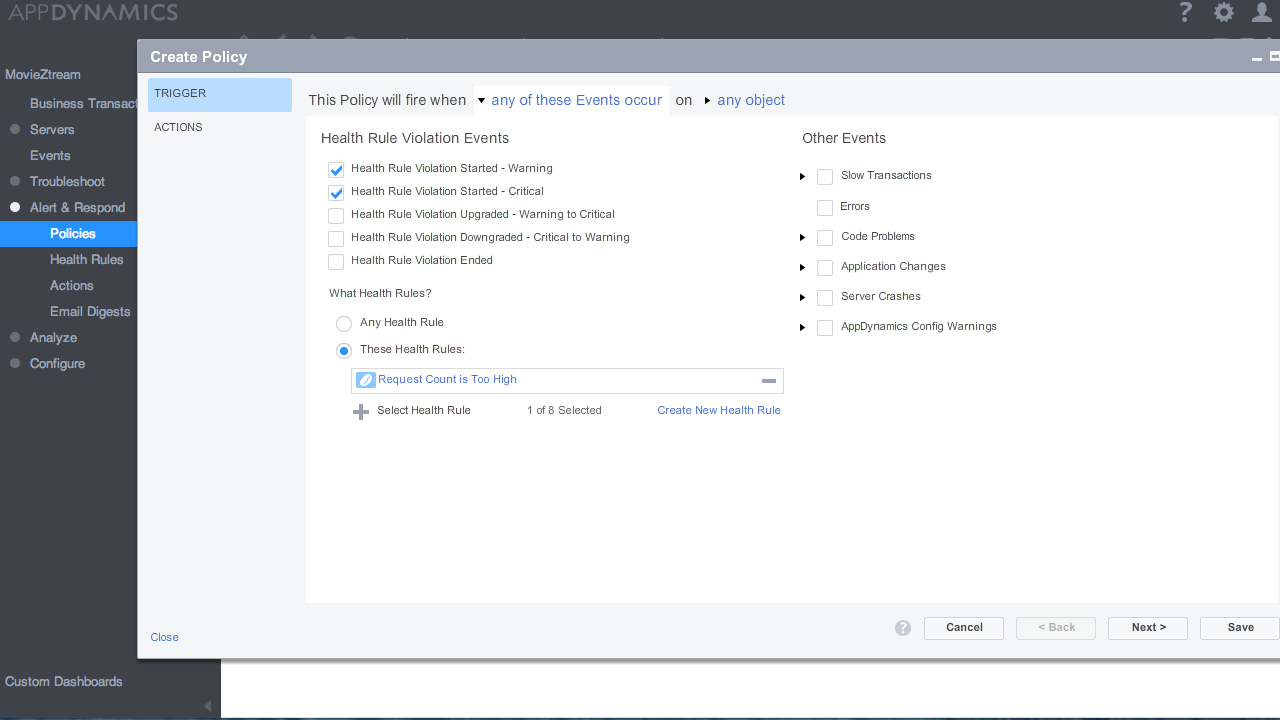 APPDYNAMICS
?
Create Policy
MovieZtream
Business Transact
Servers
Events
Troubleshoot
Alert & Respond
Policies
Health Rules
Actions
Email Digests
Analyze
Configure
Custom Dashboards
TRIGGER
ACTIONS
Close
This Policy will fire when any of these Events occur on any object
Health Rule Violation Events
Health Rule Violation Started - Warning
Health Rule Violation Started - Critical
Health Rule Violation Upgraded - Warning to Critical
Health Rule Violation Downgraded - Critical to Warning
Health Rule Violation Ended
What Health Rules?
Any Health Rule
These Health Rules:
Request Count is Too High
Select Health Rule 1 of 8 Selected Create New Health Rule
Other Events
Slow Transactions
Errors
Code Problems
Application Changes
Server Crashes
AppDynamics Config Warnings
? Cancel < Back Next > Save